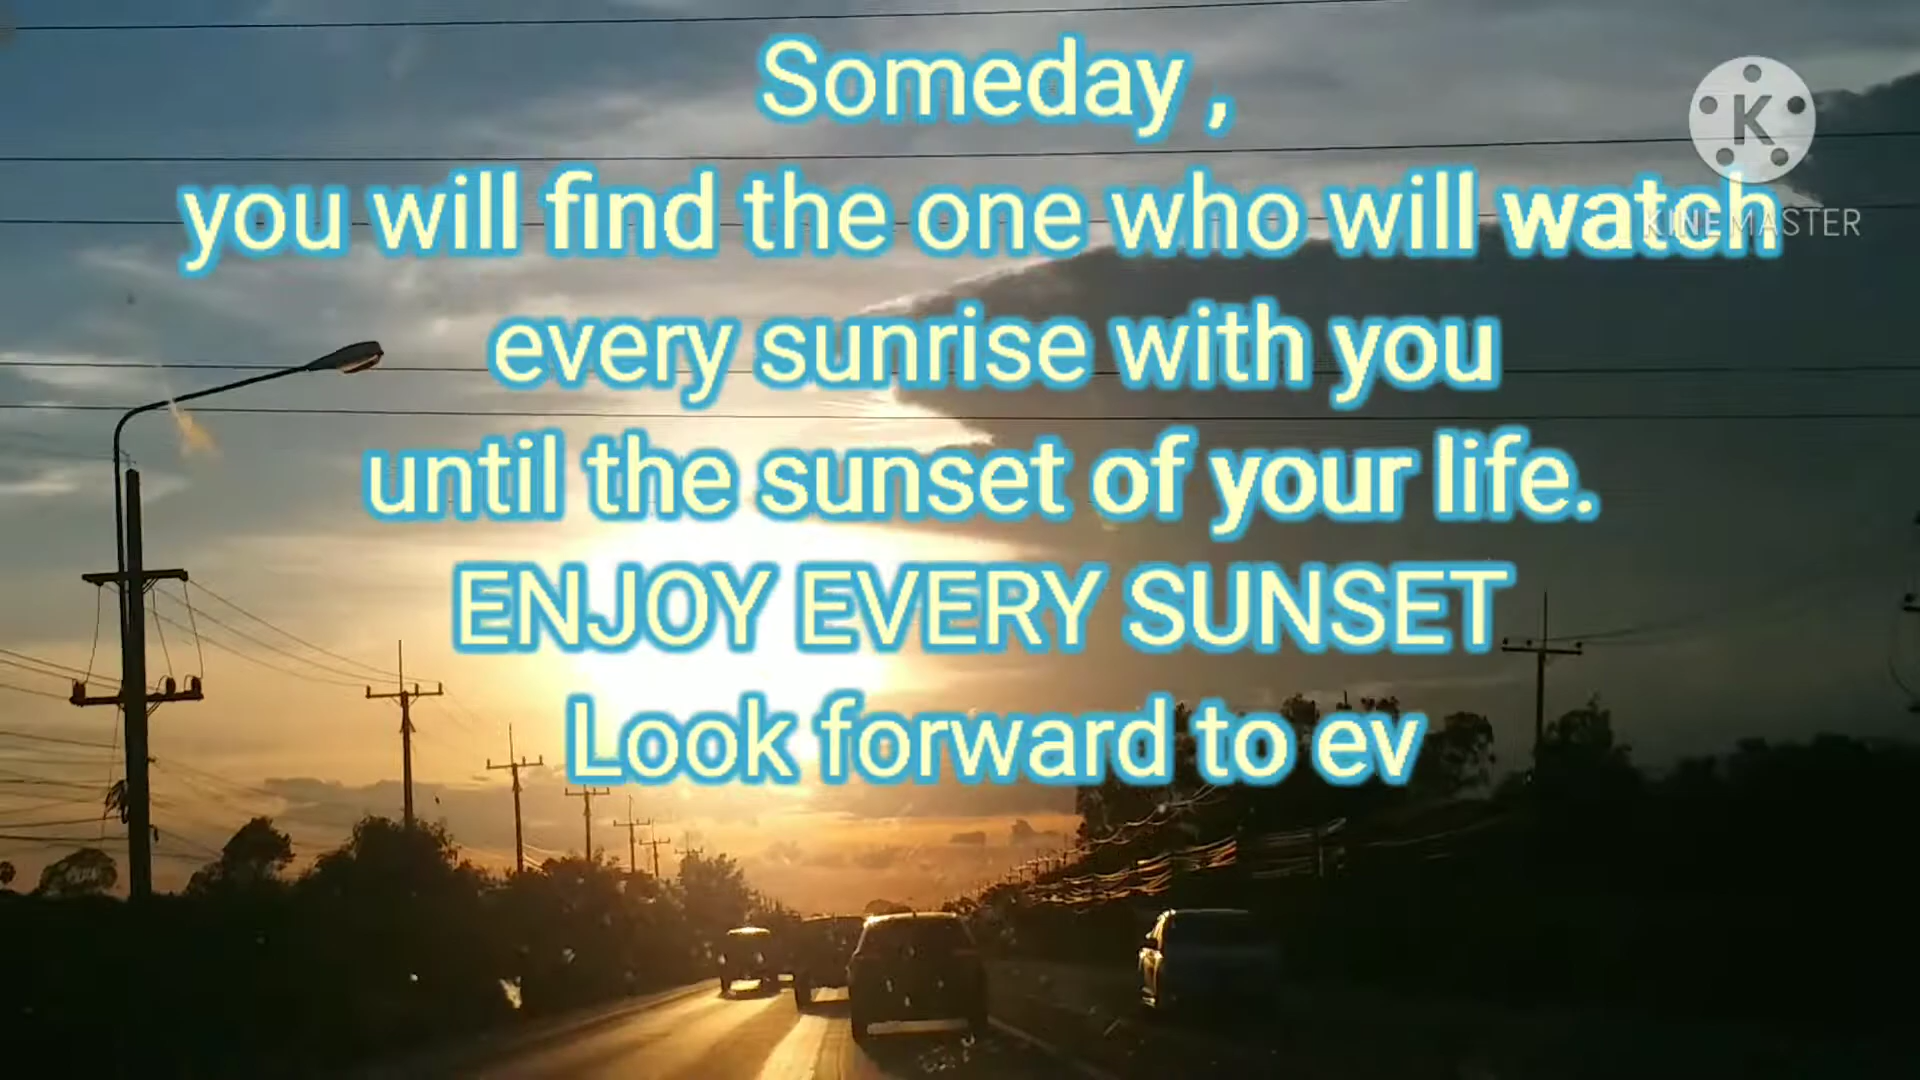 Someday ,
you will find the one who will watch
every sunrise with you
until the sunset of your life.
ENJOY EVERY SUNSET
Look forward to ev
K
KINEMASTER